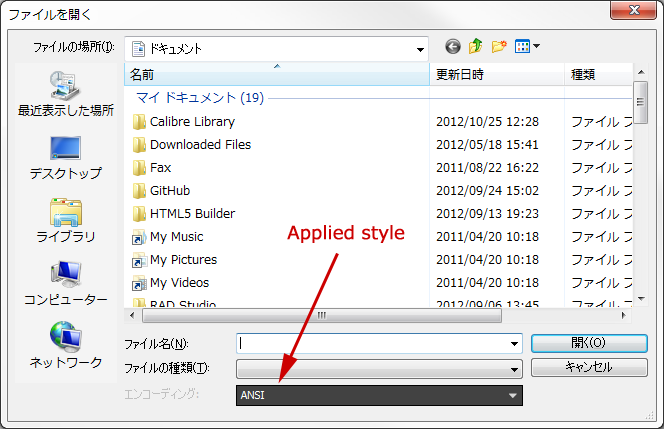 ファイルを開く
ファイルの場所(I):
ドキュメント
名前 更新日時 種類
マイ ドキュメント (19)
Calibre Library 2012/10/25 12:28 ファイル フ
Downloaded Files 2012/05/18 15:41 ファイル フ
Fax 2011/08/22 16:22 ファイル フ
GitHub 2012/09/24 15:02 ファイル フ
HTML5 Builder 2012/09/13 19:23 ファイル フ
My Music 2011/04/20 10:18 ファイル フ
My Pictures 2011/04/20 10:18 ファイル フ
My Videos 2011/04/20 10:18 ファイル フ
RAD Studio 2012/09/06 13:45 ファイル フ
最近表示した場所
デスクトップ
ライブラリ
コンピューター
ネットワーク
Applied style
ファイル名(N):
開く(O)
ファイルの種類(T):
キャンセル
エンコーディング:
ANSI